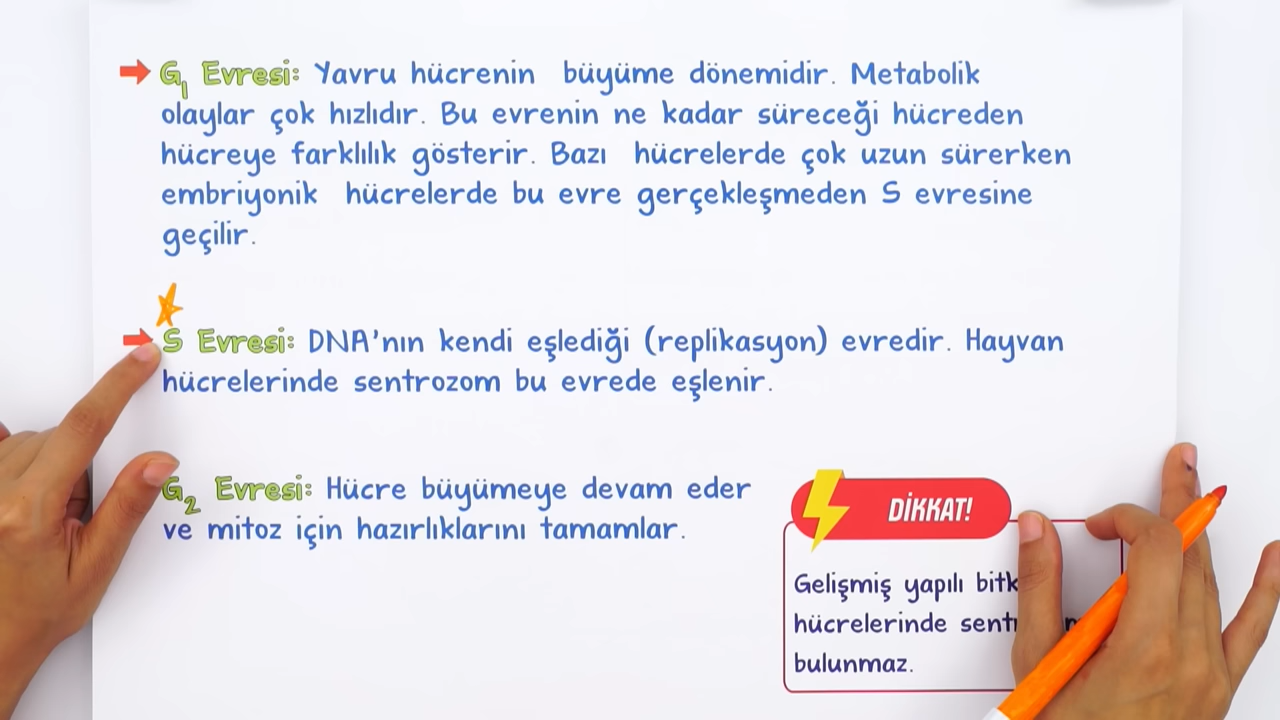 G₁ Evresi: Yavru hücrenin büyüme dönemidir. Metabolik
olaylar çok hızlıdır. Bu evrenin ne kadar süreceği hücreden
hücreye farklılık gösterir. Bazı hücrelerde çok uzun sürerken
embriyonik hücrelerde bu evre gerçekleşmeden S evresine
geçilir.
S Evresi: DNA'nın kendi eşlediği (replikasyon) evredir. Hayvan
hücrelerinde sentrozom bu evrede eşlenir.
G₂ Evresi: Hücre büyümeye devam eder
ve mitoz için hazırlıklarını tamamlar.
DİKKAT!
Gelişmiş yapılı
hücrelerinde
bulunmaz.